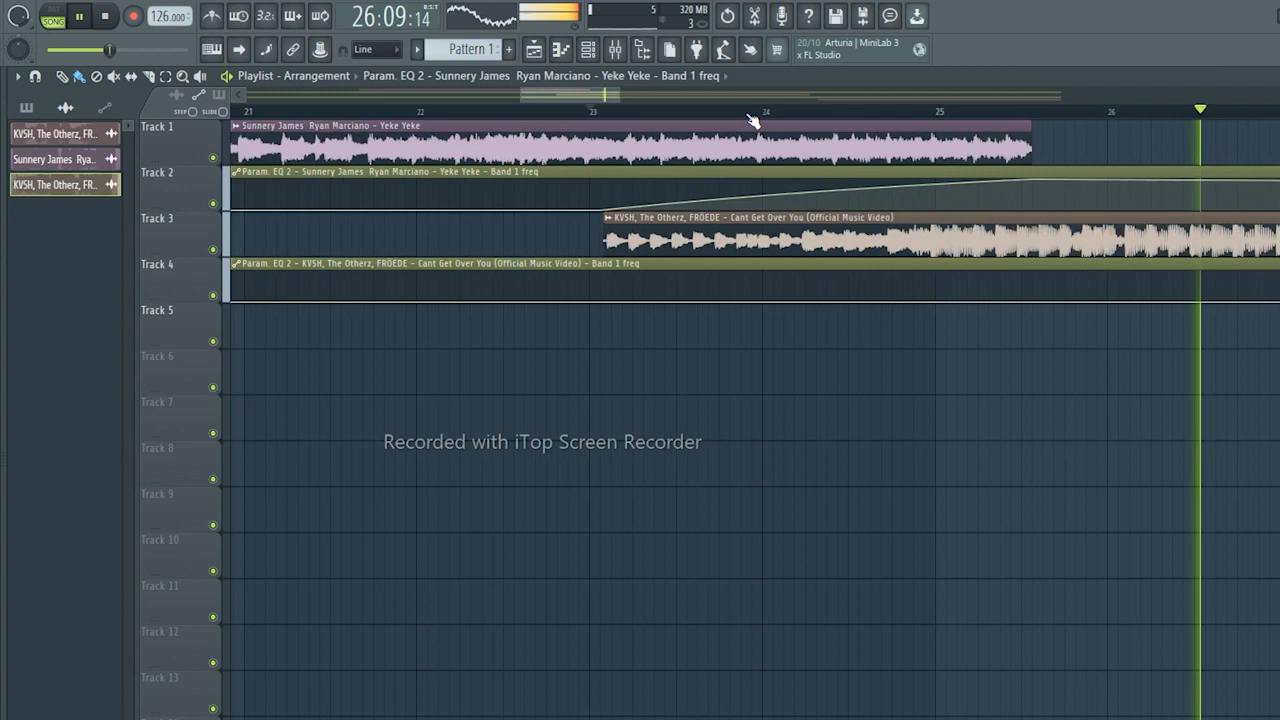 PAT
SONG
126.000
3.2:
26:09:14
B:S:T
5
320 MB
3
Line
Pattern 1
20/10 Arturia | MiniLab 3
x FL Studio
Playlist - Arrangement
Param. EQ 2 - Sunnery James Ryan Marciano - Yeke Yeke - Band 1 freq
STEP
SLIDE
21
22
23
24
25
26
KVSH, The Otherz, FR..
Sunnery James Rya..
KVSH, The Otherz, FR..
Track 1
Sunnery James Ryan Marciano - Yeke Yeke
Track 2
Param. EQ 2 - Sunnery James Ryan Marciano - Yeke Yeke - Band 1 freq
Track 3
KVSH, The Otherz, FRÖEDE - Cant Get Over You (Official Music Video)
Track 4
Param. EQ 2 - KVSH, The Otherz, FRÖEDE - Cant Get Over You (Official Music Video) - Band 1 freq
Track 5
Track 6
Track 7
Track 8
Recorded with iTop Screen Recorder
Track 9
Track 10
Track 11
Track 12
Track 13